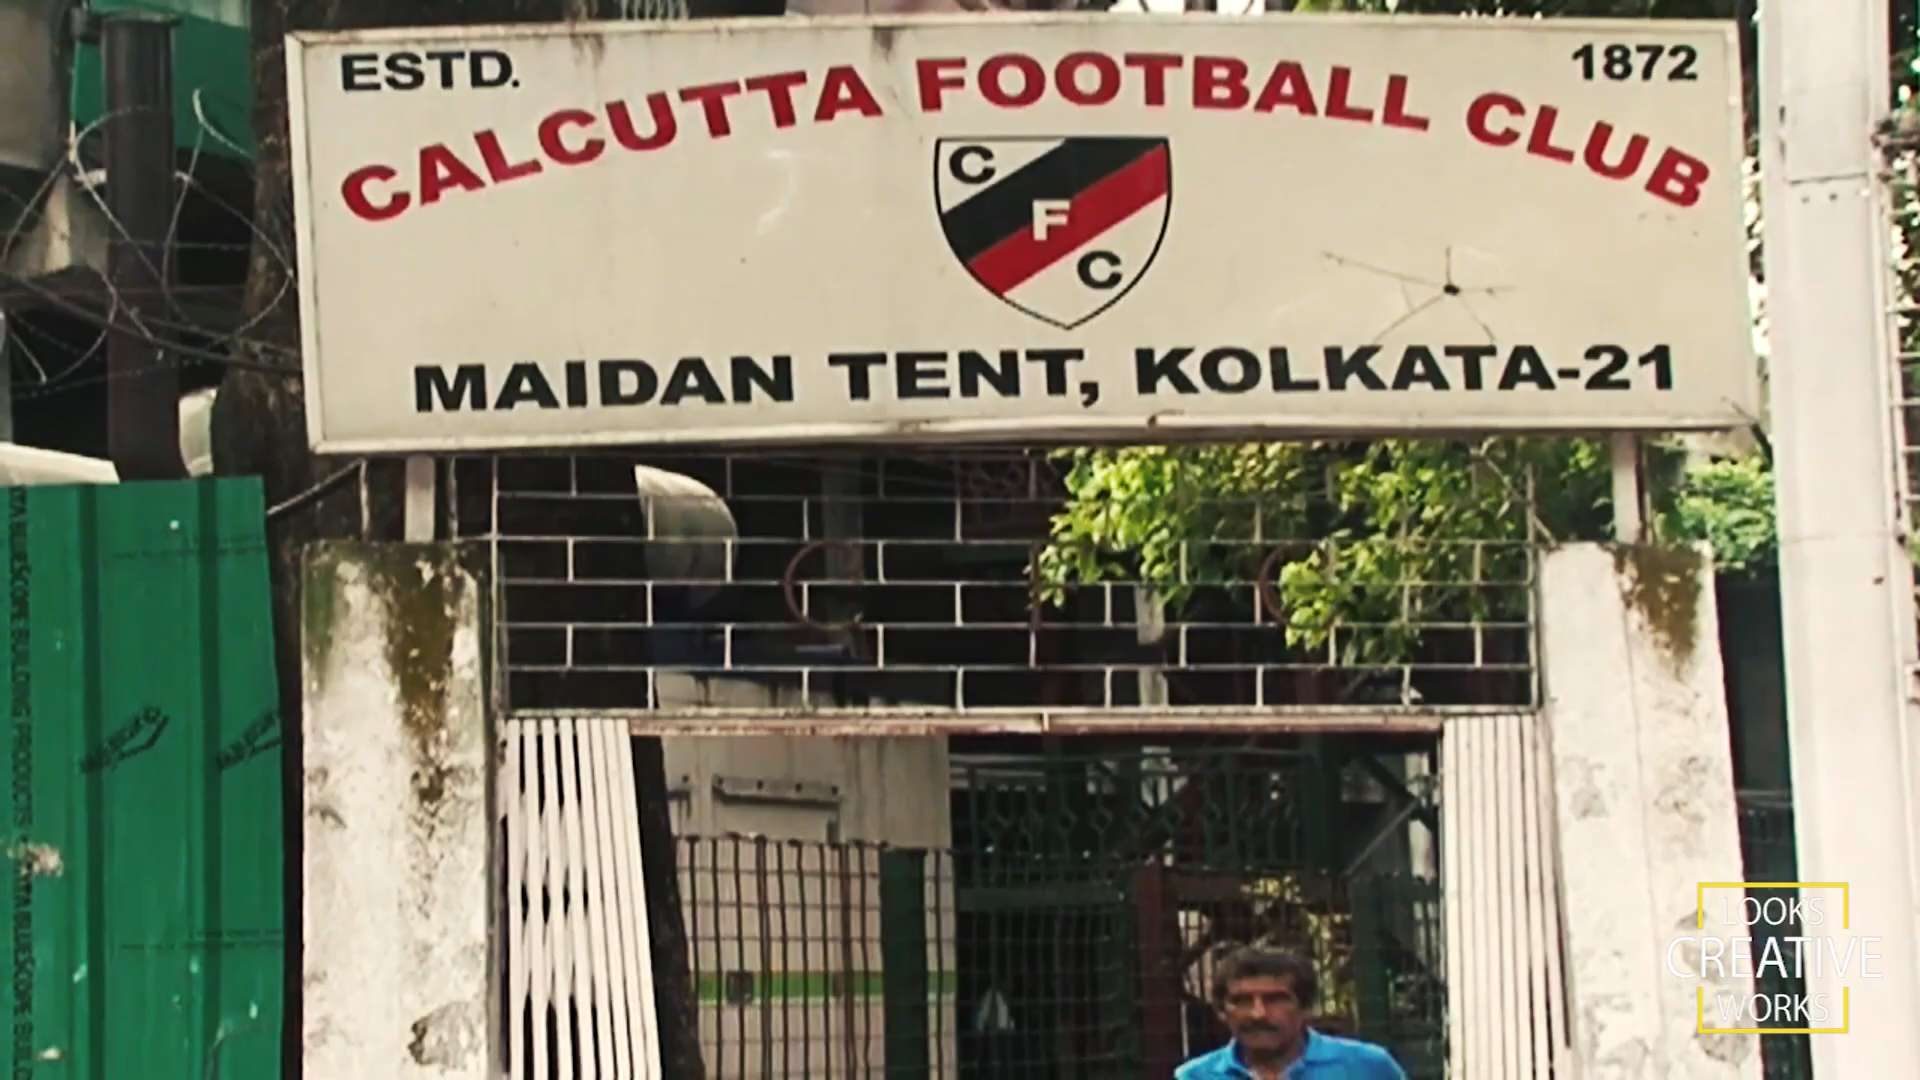 ESTD.
1872
CALCUTTA FOOTBALL CLUB
C
F
C
MAIDAN TENT, KOLKATA-21
LOOKS
CREATIVE
WORKS